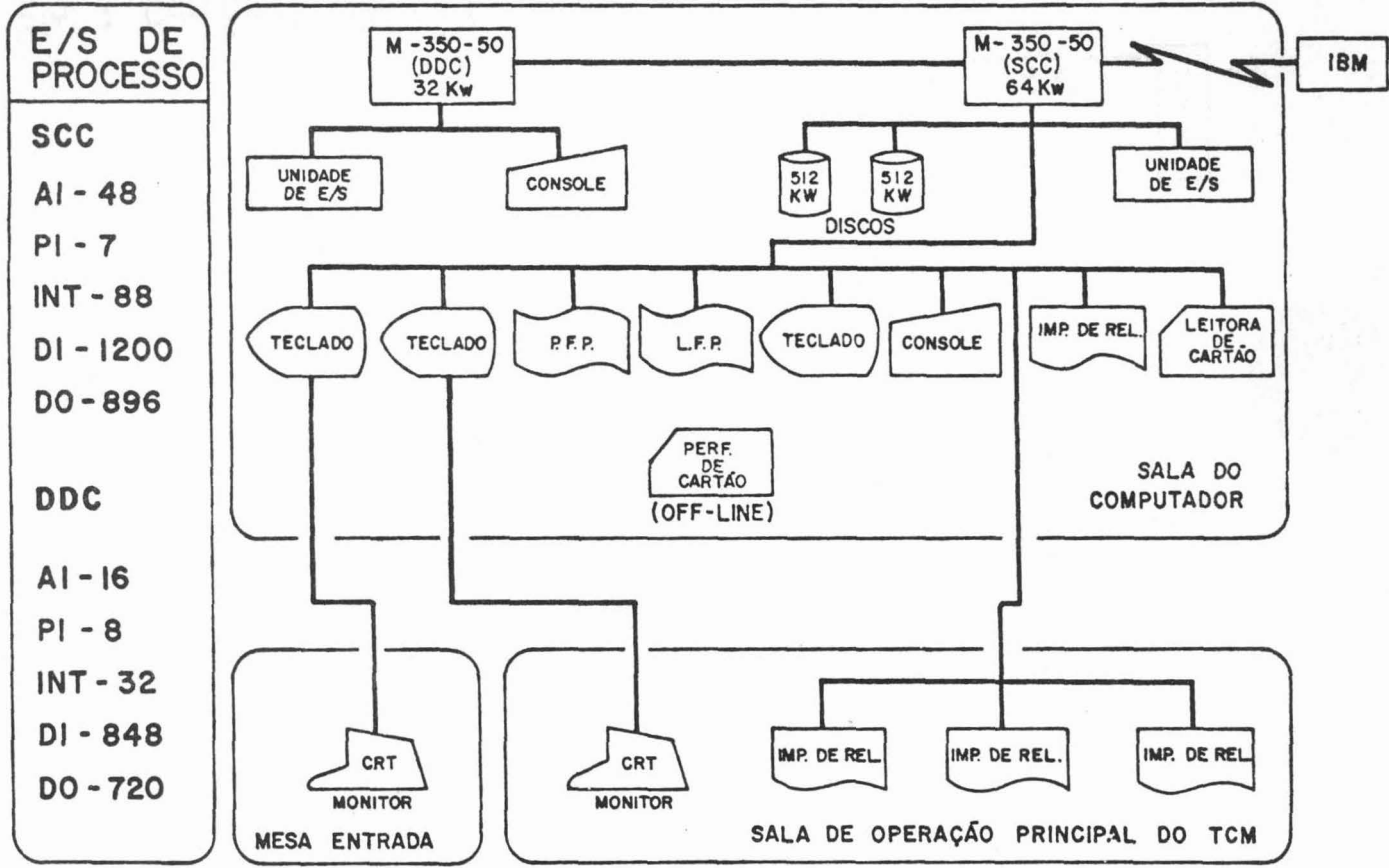 E/S DE
PROCESSO
SCC
AI - 48
PI - 7
INT - 88
DI - 1200
DO - 896
DDC
AI - 16
PI - 8
INT - 32
DI - 848
DO - 720
M - 350 - 50
(DDC)
32 Kw
M - 350 - 50
(SCC)
64 Kw
IBM
UNIDADE
DE E/S
CONSOLE
512
KW
512
KW
DISCOS
UNIDADE
DE E/S
TECLADO
TECLADO
P.F.P.
L.F.P.
TECLADO
CONSOLE
IMP. DE REL.
LEITORA
DE
CARTÃO
PERF.
DE
CARTÃO
(OFF-LINE)
SALA DO
COMPUTADOR
CRT
MONITOR
MESA ENTRADA
CRT
MONITOR
IMP. DE REL
IMP. DE REL.
IMP. DE REL
SALA DE OPERAÇÃO PRINCIPAL DO TCM